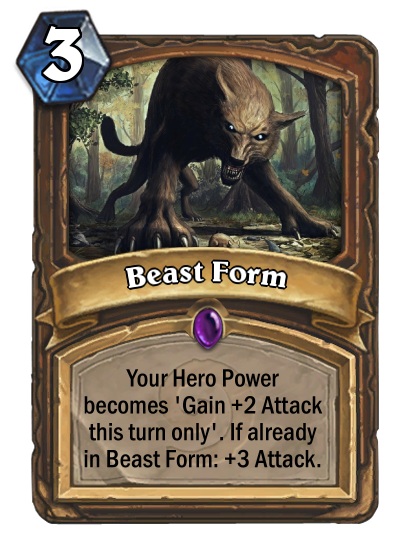 3
Beast Form
Your Hero Power
becomes 'Gain +2 Attack
this turn only'. If already
in Beast Form: +3 Attack.